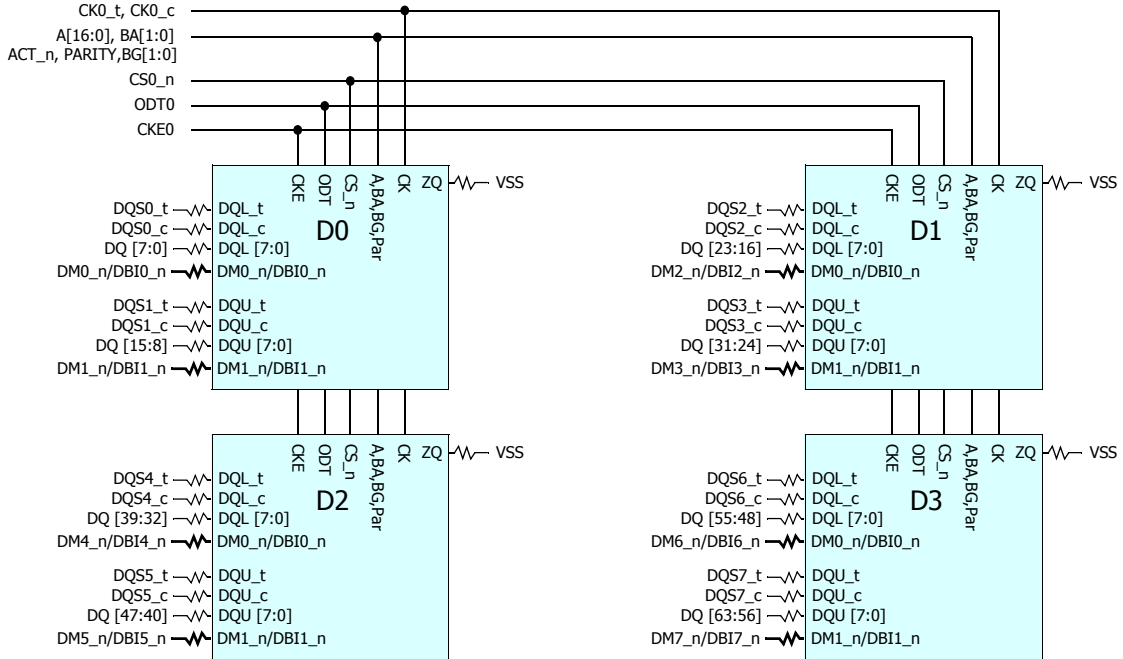 CK0_t, CK0_c
A[16:0], BA[1:0]
ACT_n, PARITY,BG[1:0]
CS0_n
ODT0
CKE0
CKE
ODT
CS_n
A,BA,BG,Par
CK
ZQ
VSS
D0
DQS0_t
DQL_t
DQS0_c
DQL_c
DQ [7:0]
DQL [7:0]
DM0_n/DBI0_n
DM0_n/DBI0_n
DQS1_t
DQU_t
DQS1_c
DQU_c
DQ [15:8]
DQU [7:0]
DM1_n/DBI1_n
DM1_n/DBI1_n
CKE
ODT
CS_n
A,BA,BG,Par
CK
ZQ
VSS
D1
DQS2_t
DQL_t
DQS2_c
DQL_c
DQ [23:16]
DQL [7:0]
DM2_n/DBI2_n
DM0_n/DBI0_n
DQS3_t
DQU_t
DQS3_c
DQU_c
DQ [31:24]
DQU [7:0]
DM3_n/DBI3_n
DM1_n/DBI1_n
CKE
ODT
CS_n
A,BA,BG,Par
CK
ZQ
VSS
D2
DQS4_t
DQL_t
DQS4_c
DQL_c
DQ [39:32]
DQL [7:0]
DM4_n/DBI4_n
DM0_n/DBI0_n
DQS5_t
DQU_t
DQS5_c
DQU_c
DQ [47:40]
DQU [7:0]
DM5_n/DBI5_n
DM1_n/DBI1_n
CKE
ODT
CS_n
A,BA,BG,Par
CK
ZQ
VSS
D3
DQS6_t
DQL_t
DQS6_c
DQL_c
DQ [55:48]
DQL [7:0]
DM6_n/DBI6_n
DM0_n/DBI0_n
DQS7_t
DQU_t
DQS7_c
DQU_c
DQ [63:56]
DQU [7:0]
DM7_n/DBI7_n
DM1_n/DBI1_n